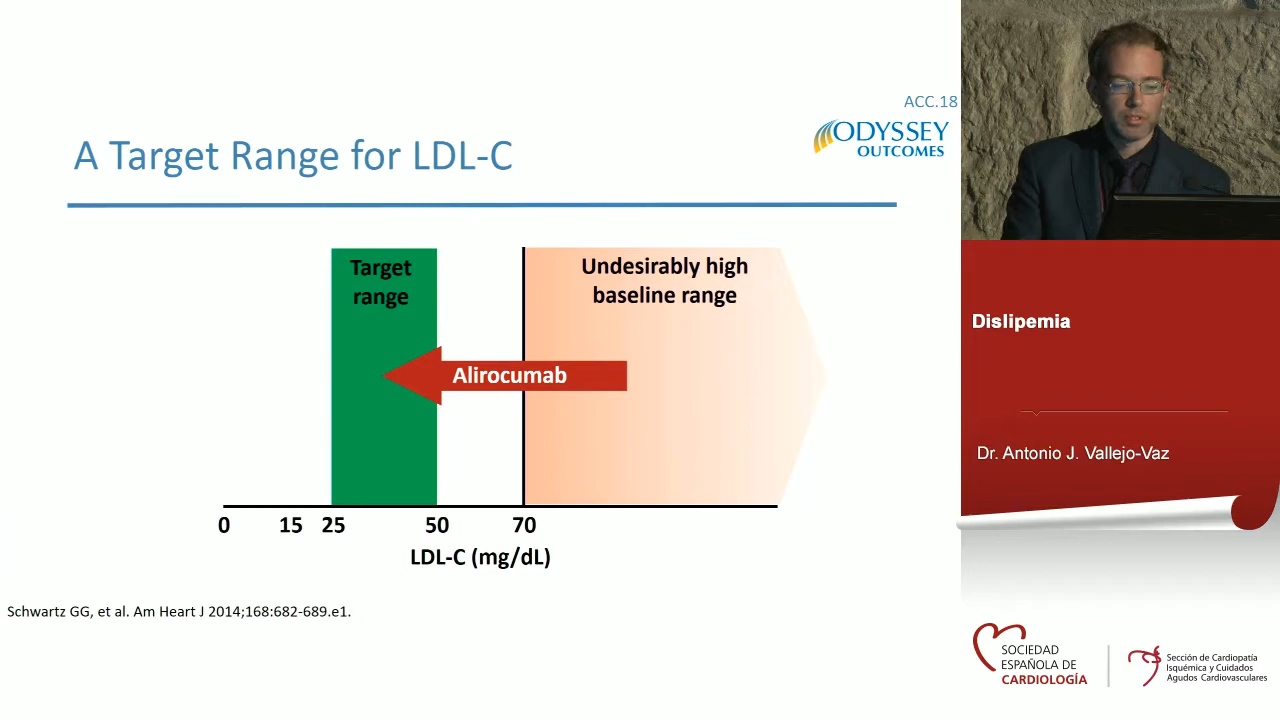 ACC.18
ODYSSEY
OUTCOMES
A Target Range for LDL-C
Target
range
Undesirably high
baseline range
Alirocumab
0 15 25 50 70
LDL-C (mg/dL)
Schwartz GG, et al. Am Heart J 2014;168:682-689.e1.
Dislipemia
Dr. Antonio J. Vallejo-Vaz
SOCIEDAD
ESPAÑOLA DE
CARDIOLOGÍA
Sección de Cardiopatía
Isquémica y Cuidados
Agudos Cardiovasculares